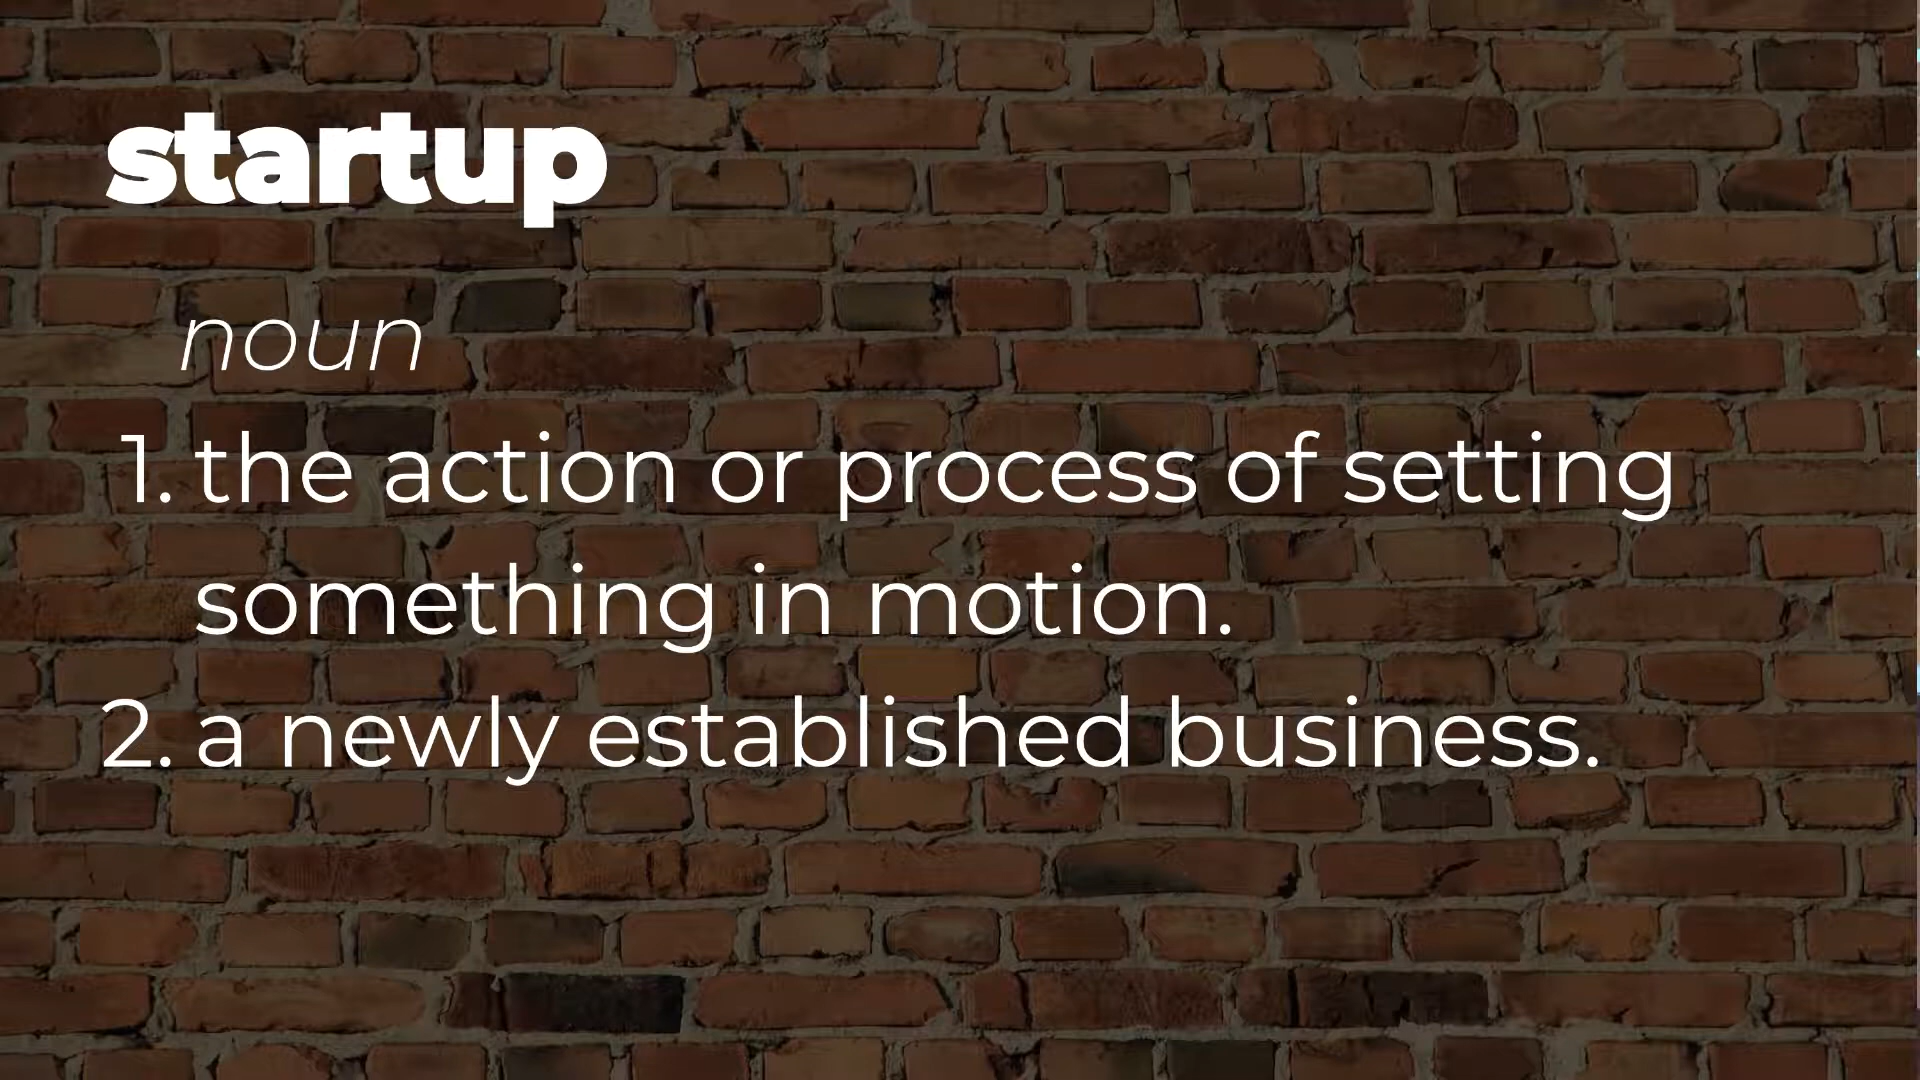 startup
noun
1. the action or process of setting
something in motion.
2. a newly established business.